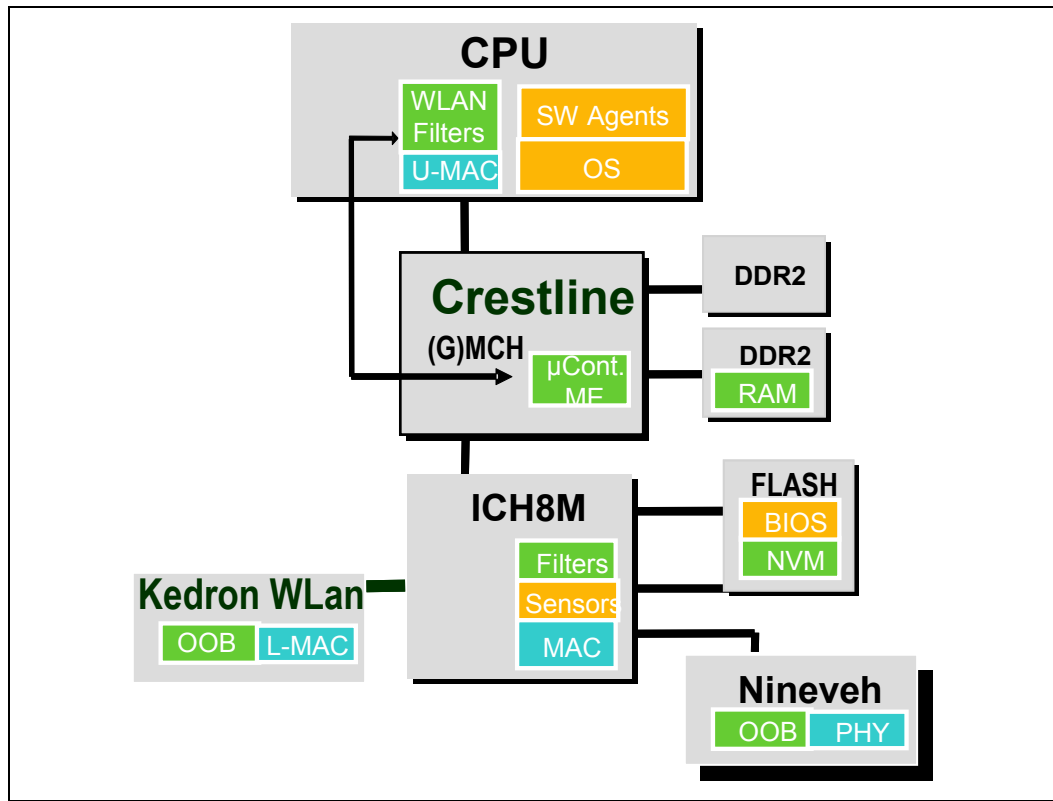 CPU
WLAN
Filters
U-MAC
SW Agents
OS
Crestline
(G)MCH
µCont.
ME
DDR2
DDR2
RAM
ICH8M
Filters
Sensors
MAC
FLASH
BIOS
NVM
Kedron WLan
OOB
L-MAC
Nineveh
OOB
PHY